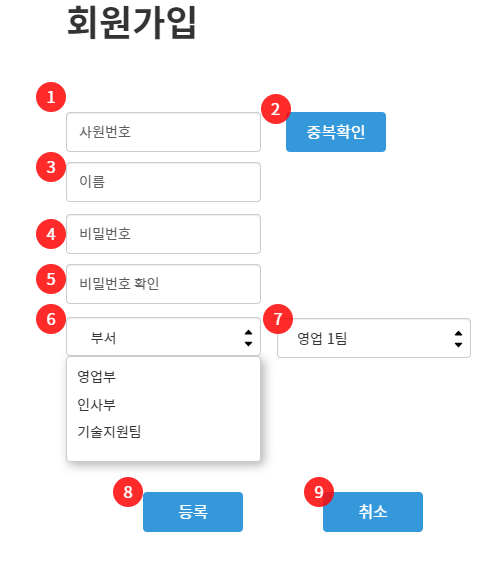 회원가입
1
사원번호
2
중복확인
3
이름
4
비밀번호
5
비밀번호 확인
6
부서
7
영업 1팀
영업부
인사부
기술지원팀
8
등록
9
취소